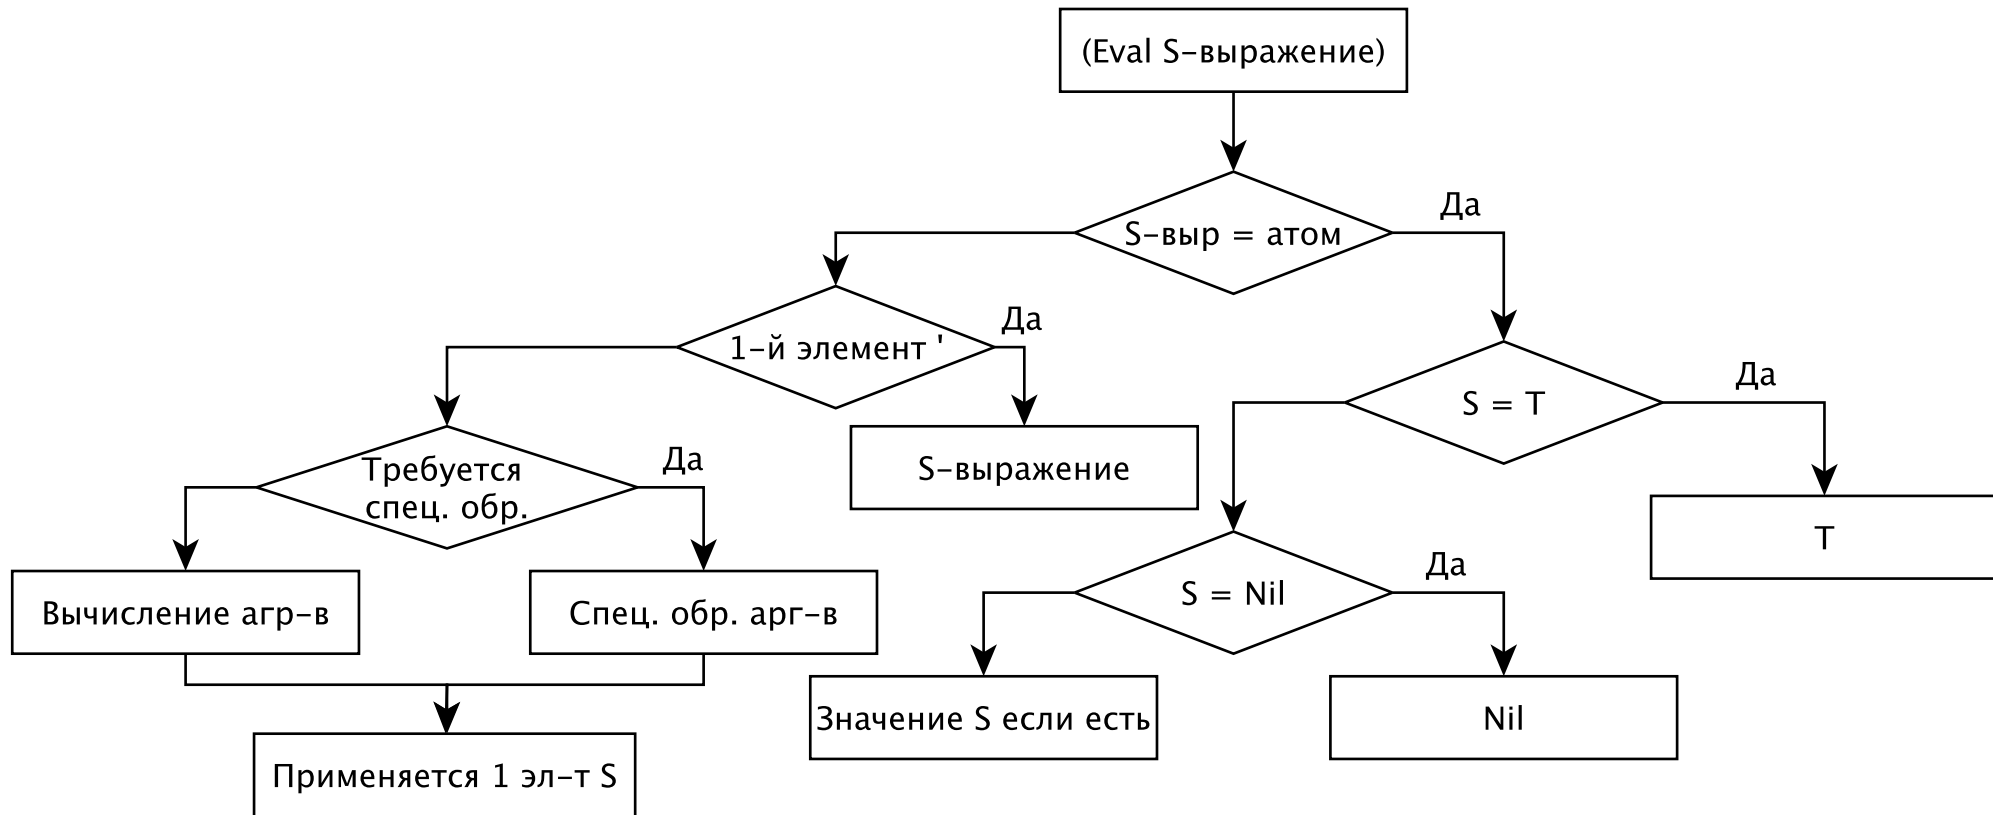 (Eval S-выражение)
S-выр = атом
Да
1-й элемент '
Да
S = T
Да
Требуется
спец. обр.
Да
S-выражение
T
Вычисление агр-в
Спец. обр. арг-в
S = Nil
Да
Применяется 1 эл-т S
Значение S если есть
Nil